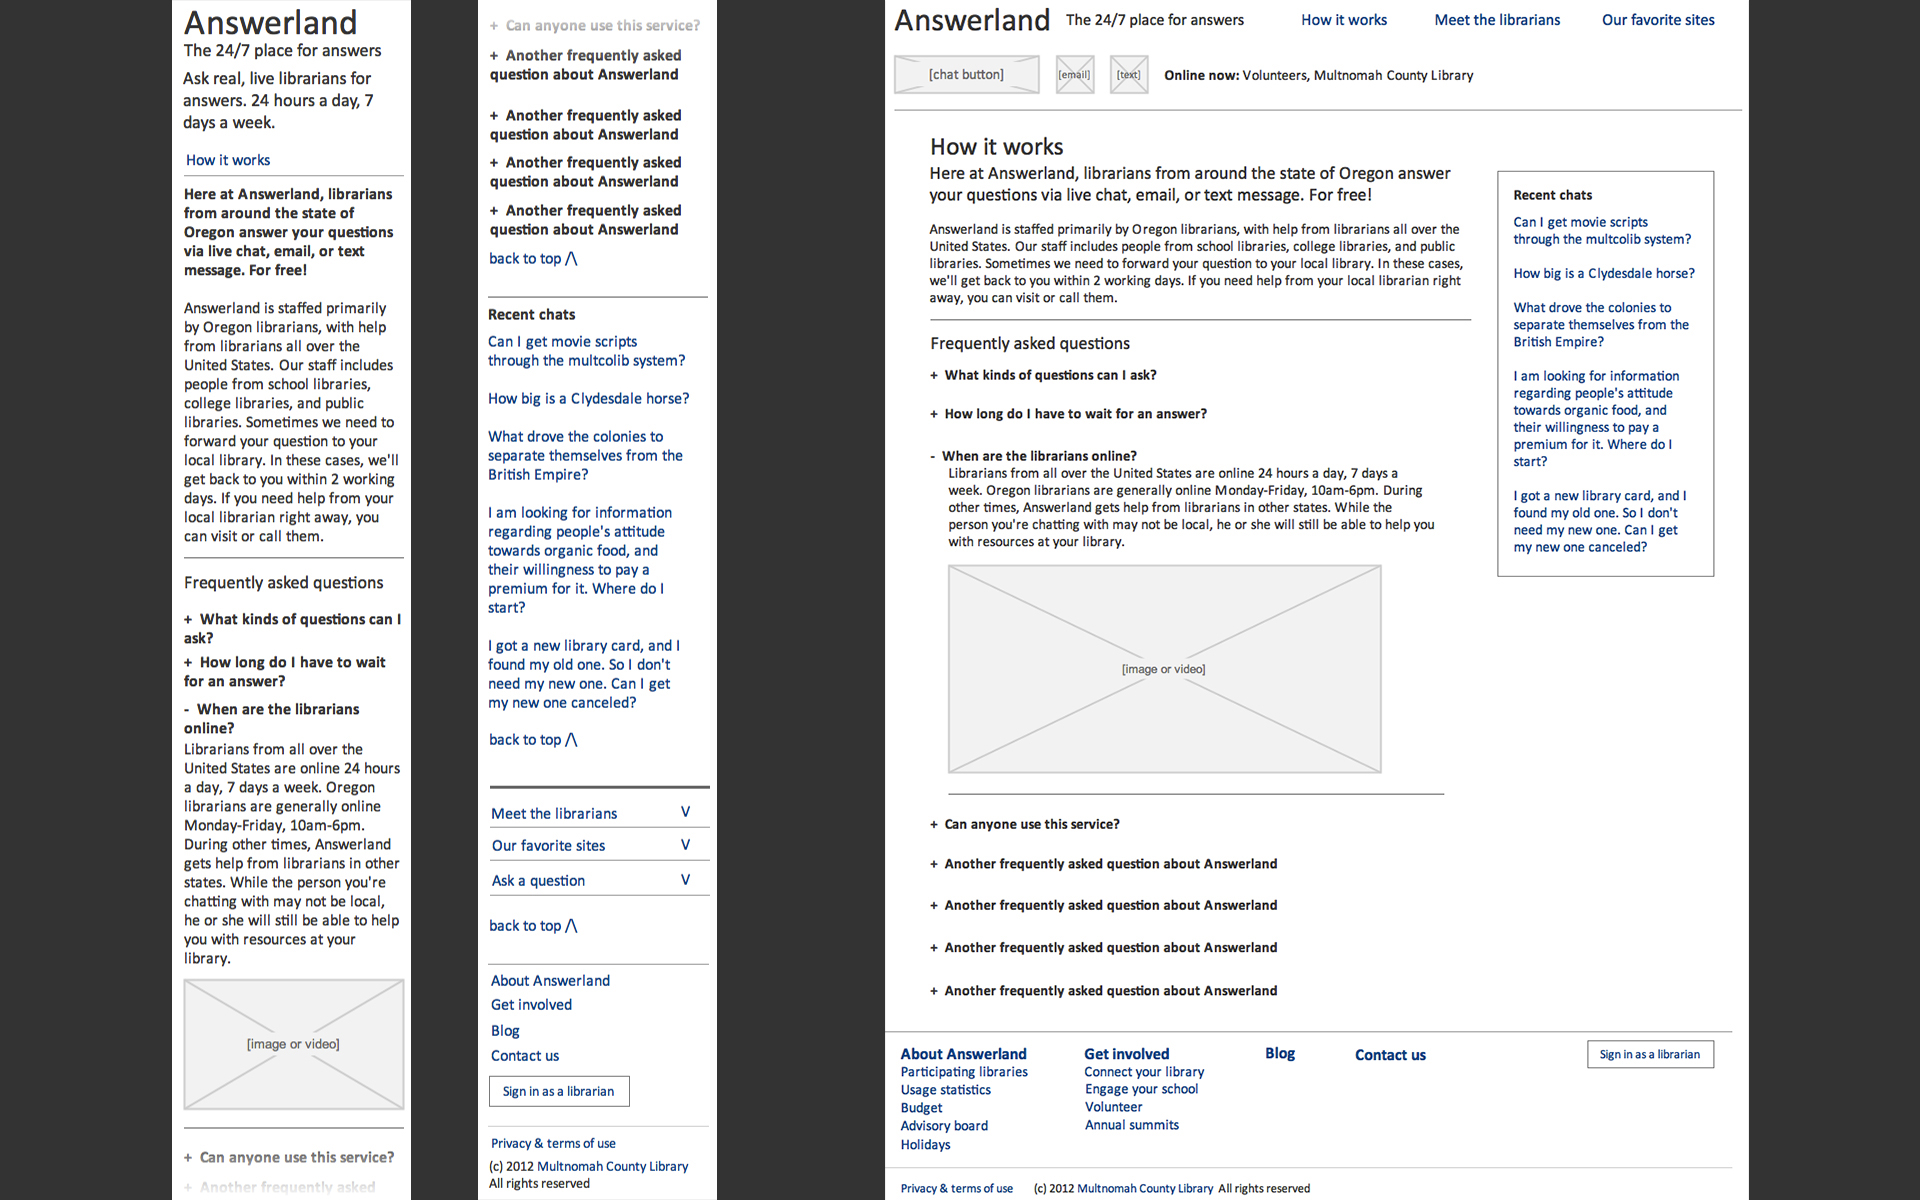 Answerland
The 24/7 place for answers
Ask real, live librarians for
answers. 24 hours a day, 7
days a week.
How it works
Here at Answerland, librarians
from around the state of
Oregon answer your questions
via live chat, email, or text
message. For free!
Answerland is staffed primarily
by Oregon librarians, with help
from librarians all over the
United States. Our staff includes
people from school libraries,
college libraries, and public
libraries. Sometimes we need to
forward your question to your
local library. In these cases, we'll
get back to you within 2 working
days. If you need help from your
local librarian right away, you
can visit or call them.
Frequently asked questions
+ What kinds of questions can I
ask?
+ How long do I have to wait
for an answer?
- When are the librarians
online?
Librarians from all over the
United States are online 24 hours
a day, 7 days a week. Oregon
librarians are generally online
Monday-Friday, 10am-6pm.
During other times, Answerland
gets help from librarians in other
states. While the person you're
chatting with may not be local,
he or she will still be able to help
you with resources at your
library.
[image or video]
+ Can anyone use this service?
+ Another frequently asked
+ Can anyone use this service?
+ Another frequently asked
question about Answerland
+ Another frequently asked
question about Answerland
+ Another frequently asked
question about Answerland
+ Another frequently asked
question about Answerland
back to top /\
Recent chats
Can I get movie scripts
through the multcolib system?
How big is a Clydesdale horse?
What drove the colonies to
separate themselves from the
British Empire?
I am looking for information
regarding people's attitude
towards organic food, and
their willingness to pay a
premium for it. Where do I
start?
I got a new library card, and I
found my old one. So I don't
need my new one. Can I get
my new one canceled?
back to top /\
Meet the librarians V
Our favorite sites V
Ask a question V
back to top /\
About Answerland
Get involved
Blog
Contact us
Sign in as a librarian
Privacy & terms of use
(c) 2012 Multnomah County Library
All rights reserved
Answerland The 24/7 place for answers How it works Meet the librarians Our favorite sites
[chat button] [email] [text] Online now: Volunteers, Multnomah County Library
How it works
Here at Answerland, librarians from around the state of Oregon answer
your questions via live chat, email, or text message. For free!
Answerland is staffed primarily by Oregon librarians, with help from librarians all over the
United States. Our staff includes people from school libraries, college libraries, and public
libraries. Sometimes we need to forward your question to your local library. In these cases,
we'll get back to you within 2 working days. If you need help from your local librarian right
away, you can visit or call them.
Frequently asked questions
+ What kinds of questions can I ask?
+ How long do I have to wait for an answer?
- When are the librarians online?
Librarians from all over the United States are online 24 hours a day, 7 days a
week. Oregon librarians are generally online Monday-Friday, 10am-6pm. During
other times, Answerland gets help from librarians in other states. While the
person you're chatting with may not be local, he or she will still be able to help you
with resources at your library.
[image or video]
+ Can anyone use this service?
+ Another frequently asked question about Answerland
+ Another frequently asked question about Answerland
+ Another frequently asked question about Answerland
+ Another frequently asked question about Answerland
Recent chats
Can I get movie scripts
through the multcolib system?
How big is a Clydesdale horse?
What drove the colonies to
separate themselves from the
British Empire?
I am looking for information
regarding people's attitude
towards organic food, and
their willingness to pay a
premium for it. Where do I
start?
I got a new library card, and I
found my old one. So I don't
need my new one. Can I get
my new one canceled?
About Answerland
Participating libraries
Usage statistics
Budget
Advisory board
Holidays
Get involved
Connect your library
Engage your school
Volunteer
Annual summits
Blog
Contact us
Sign in as a librarian
Privacy & terms of use (c) 2012 Multnomah County Library All rights reserved